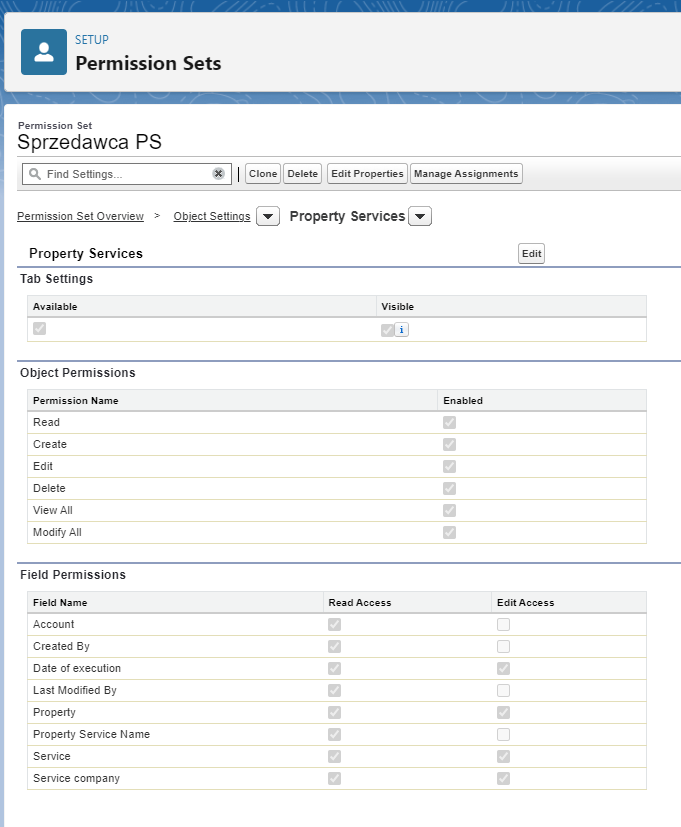 SETUP
Permission Sets
Permission Set
Sprzedawca PS
Find Settings... Clone Delete Edit Properties Manage Assignments
Permission Set Overview > Object Settings Property Services
Property Services Edit
Tab Settings
Available Visible
i
Object Permissions
Permission Name Enabled
Read
Create
Edit
Delete
View All
Modify All
Field Permissions
Field Name Read Access Edit Access
Account
Created By
Date of execution
Last Modified By
Property
Property Service Name
Service
Service company